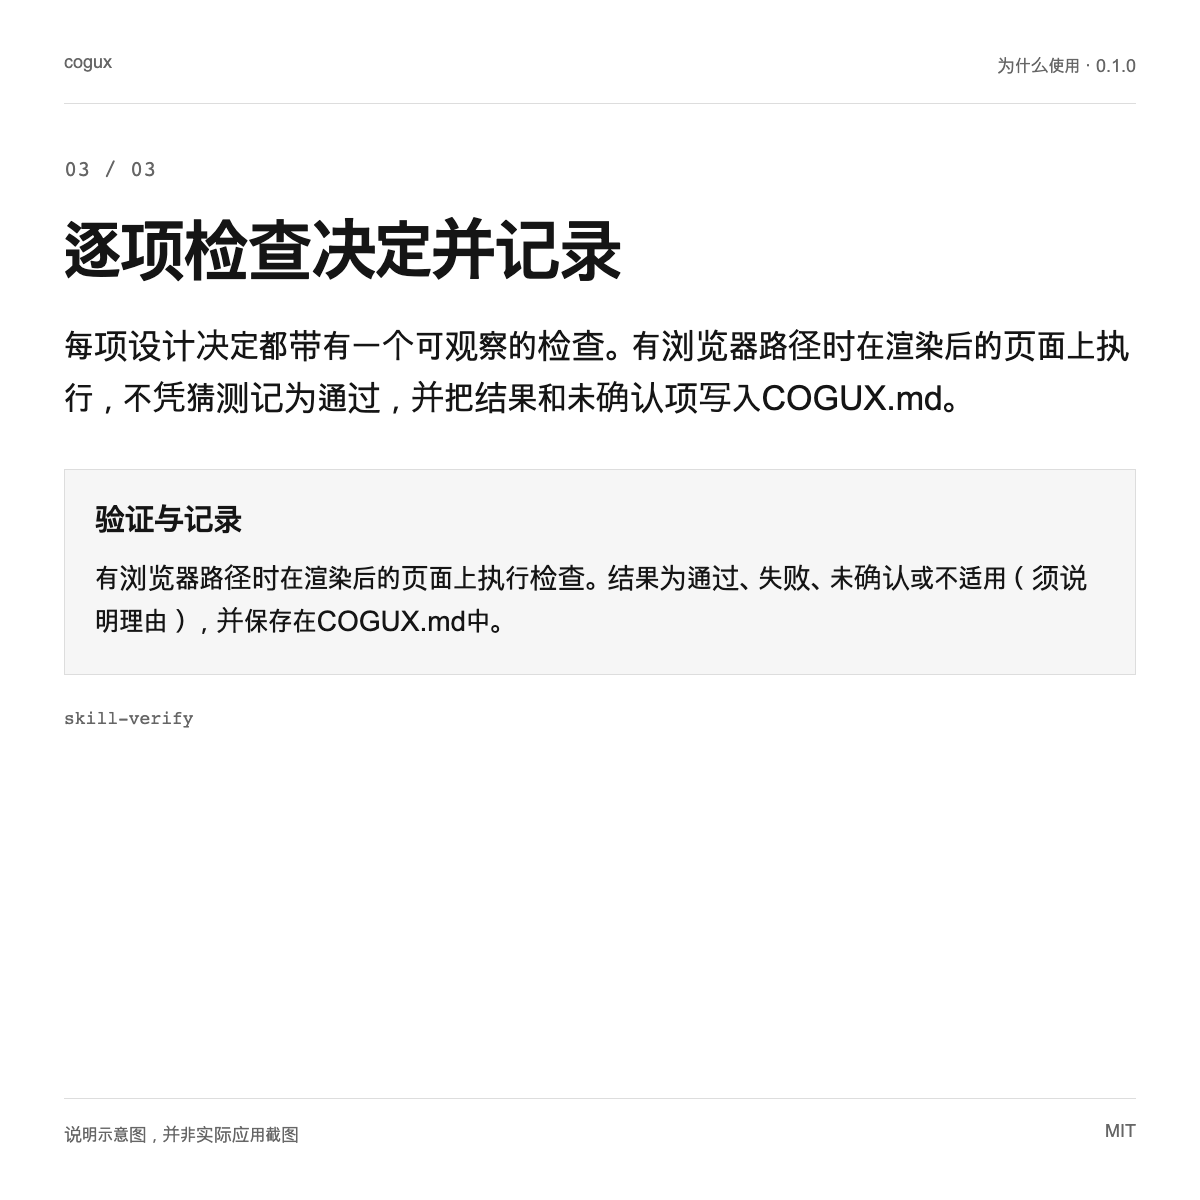 cogux
为什么使用 · 0.1.0
03 / 03
逐项检查决定并记录
每项设计决定都带有一个可观察的检查。有浏览器路径时在渲染后的页面上执
行，不凭猜测记为通过，并把结果和未确认项写入COGUX.md。
验证与记录
有浏览器路径时在渲染后的页面上执行检查。结果为通过、失败、未确认或不适用（须说
明理由），并保存在COGUX.md中。
skill-verify
说明示意图，并非实际应用截图
MIT